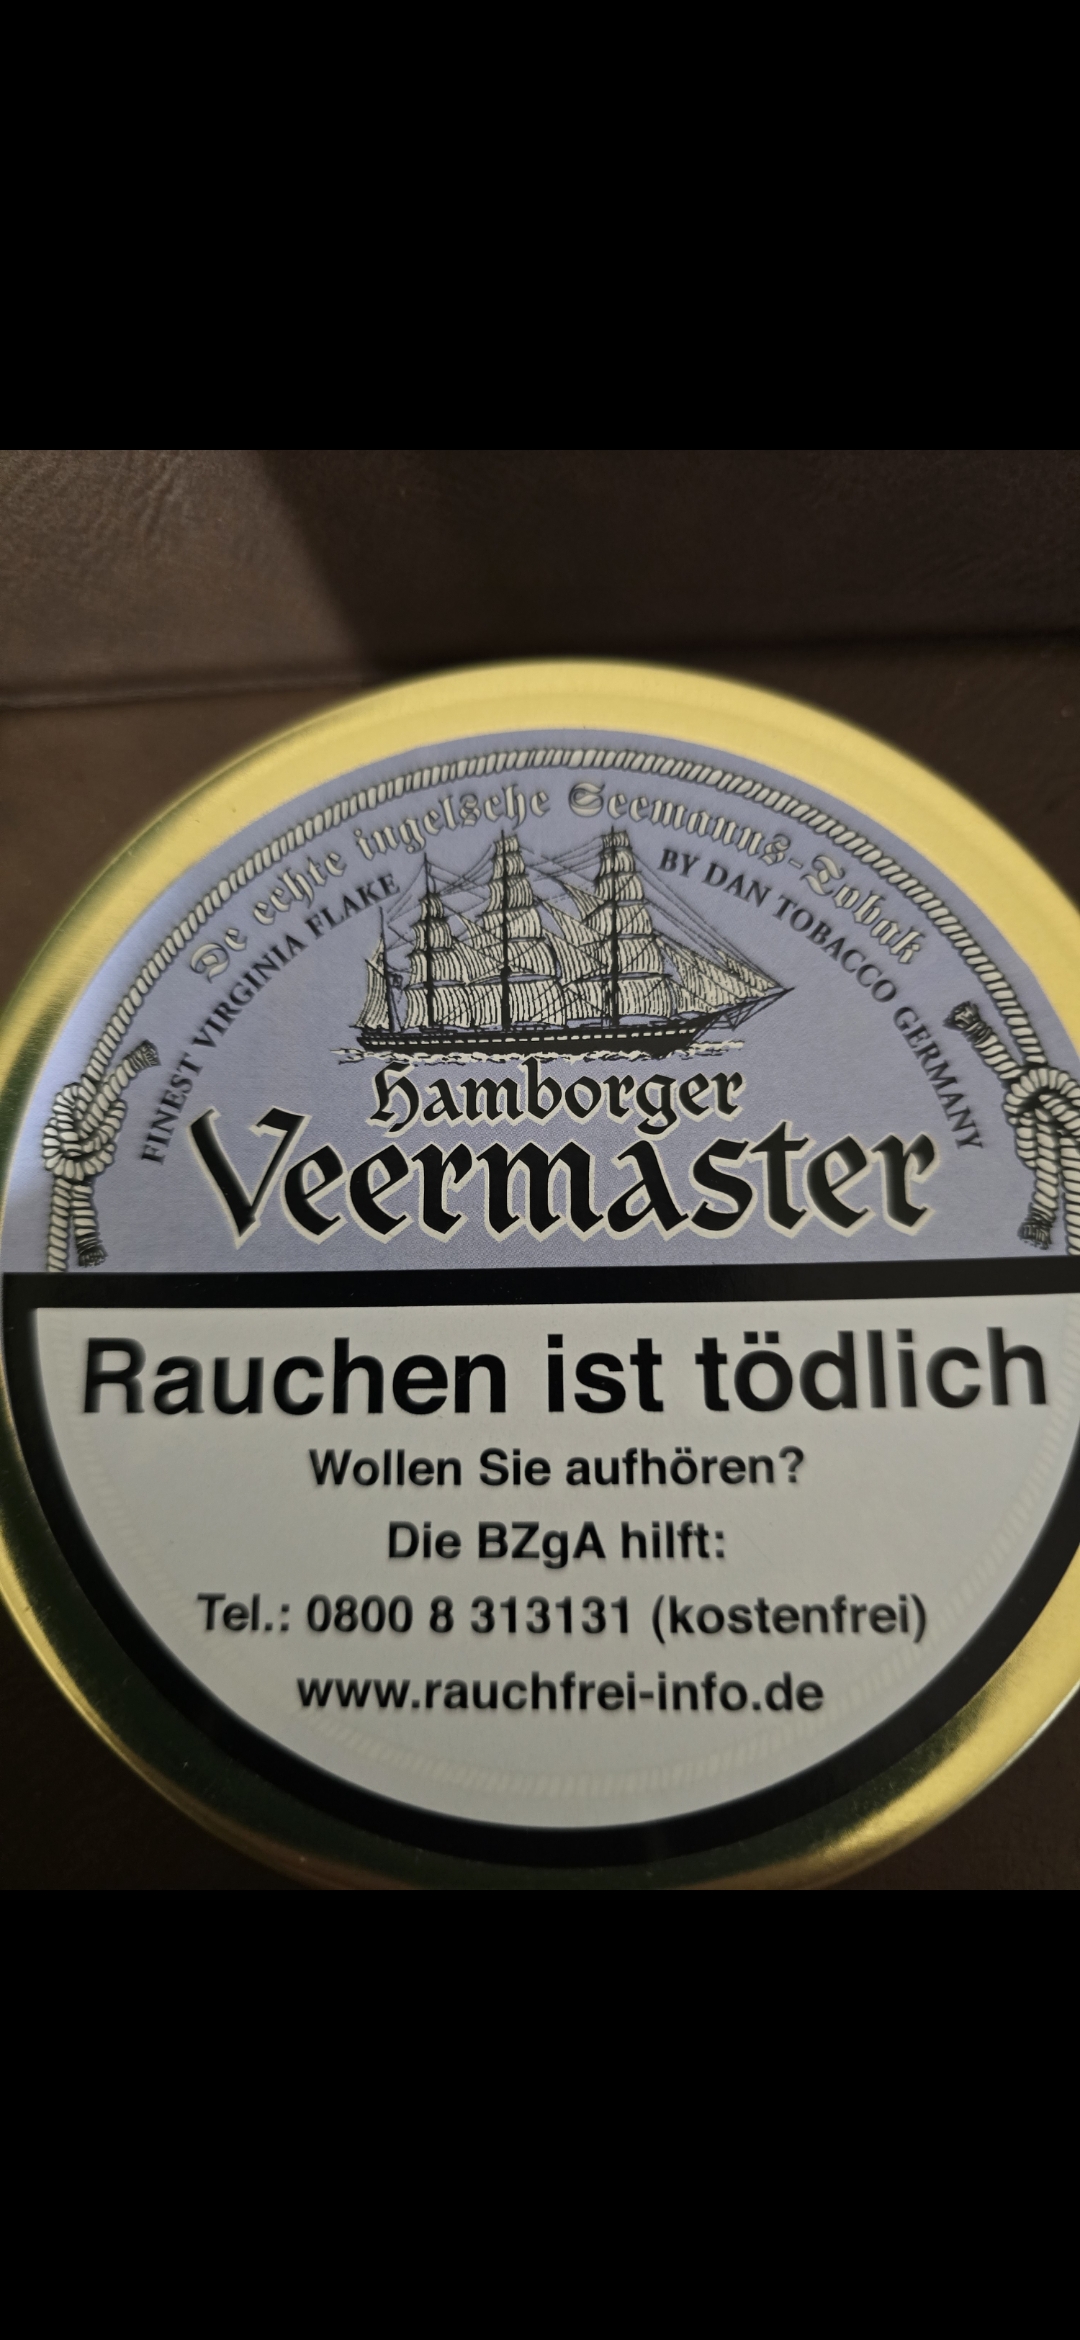 De echte ingelsche Seemanns-Tobak
FINEST VIRGINIA FLAKE
BY DAN TOBACCO GERMANY
Hamborger
Veermaster
Rauchen ist tödlich
Wollen Sie aufhören?
Die BZgA hilft:
Tel.: 0800 8 313131 (kostenfrei)
www.rauchfrei-info.de